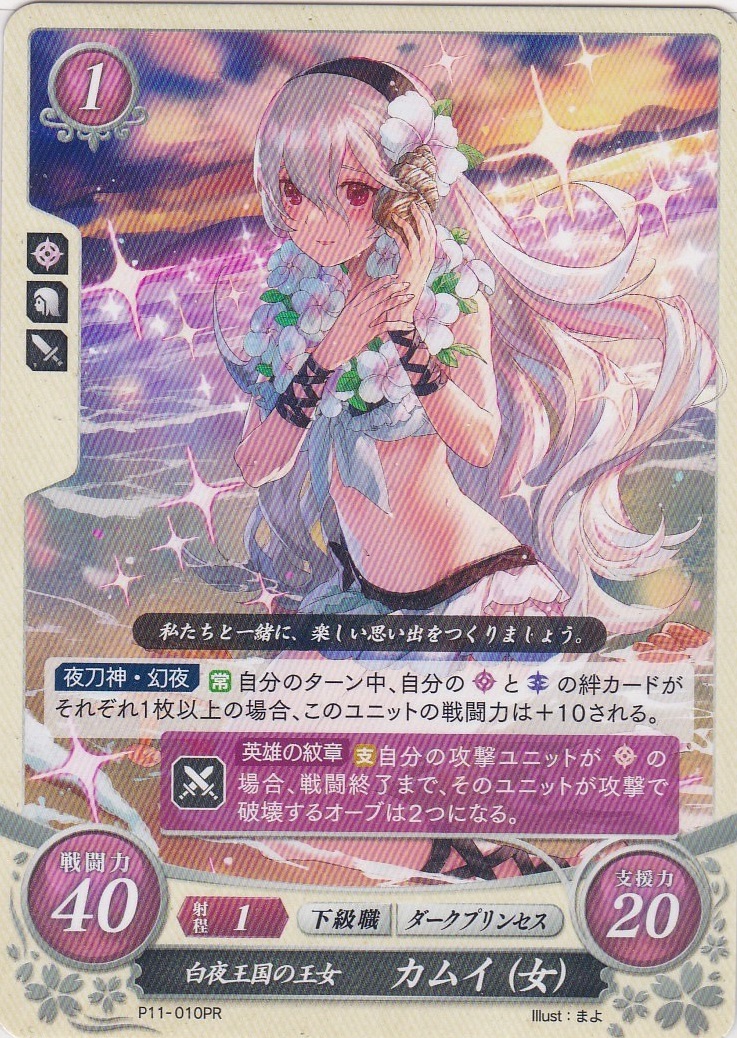 1
私たちと一緒に、楽しい思い出をつくりましょう。
夜刀神・幻夜 常 自分のターン中、自分の と の絆カードが
それぞれ1枚以上の場合、このユニットの戦闘力は+10される。
英雄の紋章 支 自分の攻撃ユニットが の
場合、戦闘終了まで、そのユニットが攻撃で
破壊するオーブは2つになる。
戦闘力
40
射程 1
下級職 ダークプリンセス
支援力
20
白夜王国の王女 カムイ(女)
P11-010PR
Illust:まよ